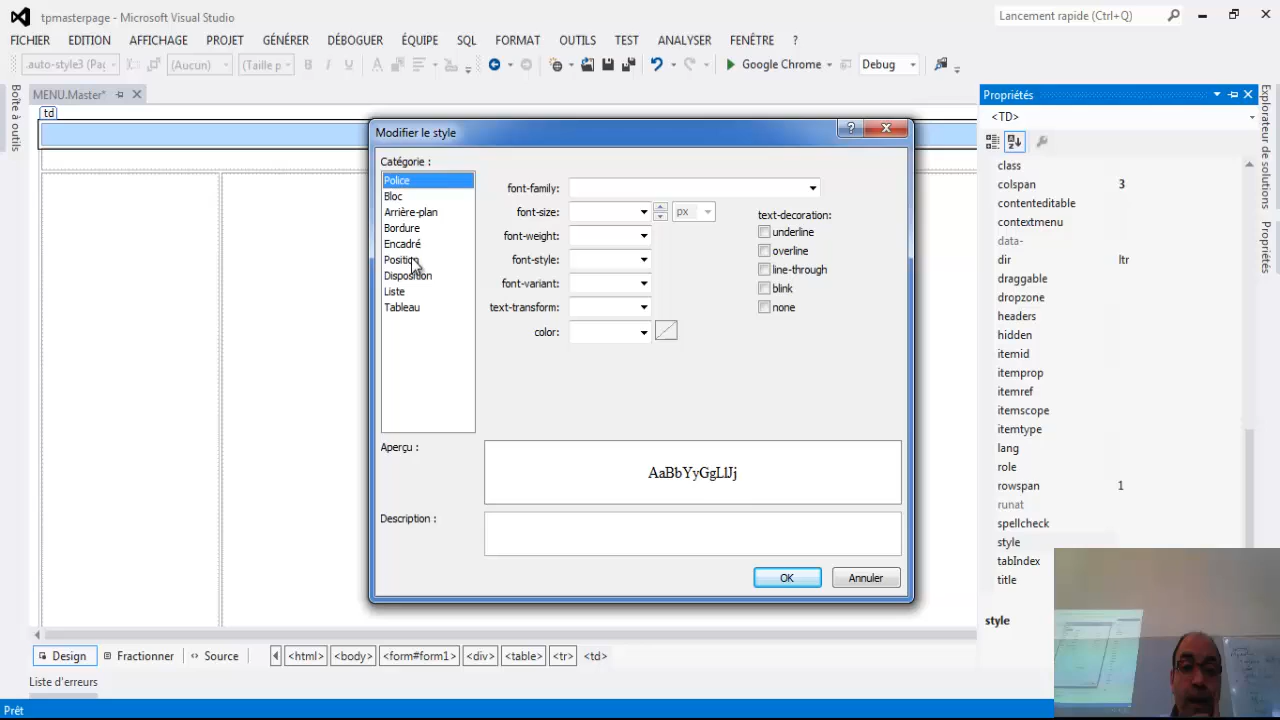 tpmasterpage - Microsoft Visual Studio
Lancement rapide (Ctrl+Q)
FICHIER EDITION AFFICHAGE PROJET GÉNÉRER DÉBOGUER ÉQUIPE SQL FORMAT OUTILS TEST ANALYSER FENÊTRE ?
.auto-style3 (Pag (Aucun) (Taille p B I U A Google Chrome Debug
Boîte à outils
MENU.Master*
td
Modifier le style
?
Catégorie :
Police
Bloc
Arrière-plan
Bordure
Encadré
Position
Disposition
Liste
Tableau
font-family:
font-size: px
font-weight:
font-style:
font-variant:
text-transform:
color:
text-decoration:
underline
overline
line-through
blink
none
Aperçu :
AaBbYyGgLlJj
Description :
OK Annuler
Propriétés
<TD>
class
colspan 3
contenteditable
contextmenu
data-
dir ltr
draggable
dropzone
headers
hidden
itemid
itemprop
itemref
itemscope
itemtype
lang
role
rowspan 1
runat
spellcheck
style
tabIndex
title
style
Explorateur de solutions
Propriétés
Design Fractionner Source <html> <body> <form#form1> <div> <table> <tr> <td>
Liste d'erreurs
Prêt